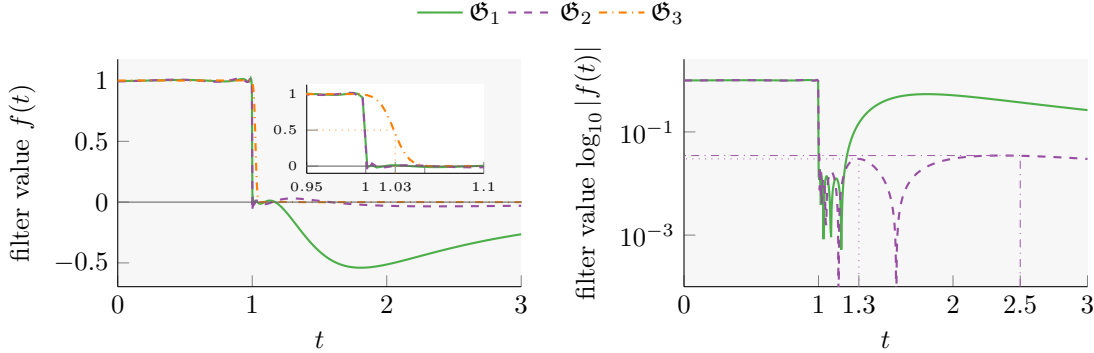 𝔊₁ 𝔊₂ 𝔊₃
filter value f(t)
1
0.5
0
−0.5
0 1 2 3
t
1
0.5
0
0.95 1 1.03 1.1
filter value log₁₀ |f(t)|
10⁻¹
10⁻³
0 1 1.3 2 2.5 3
t